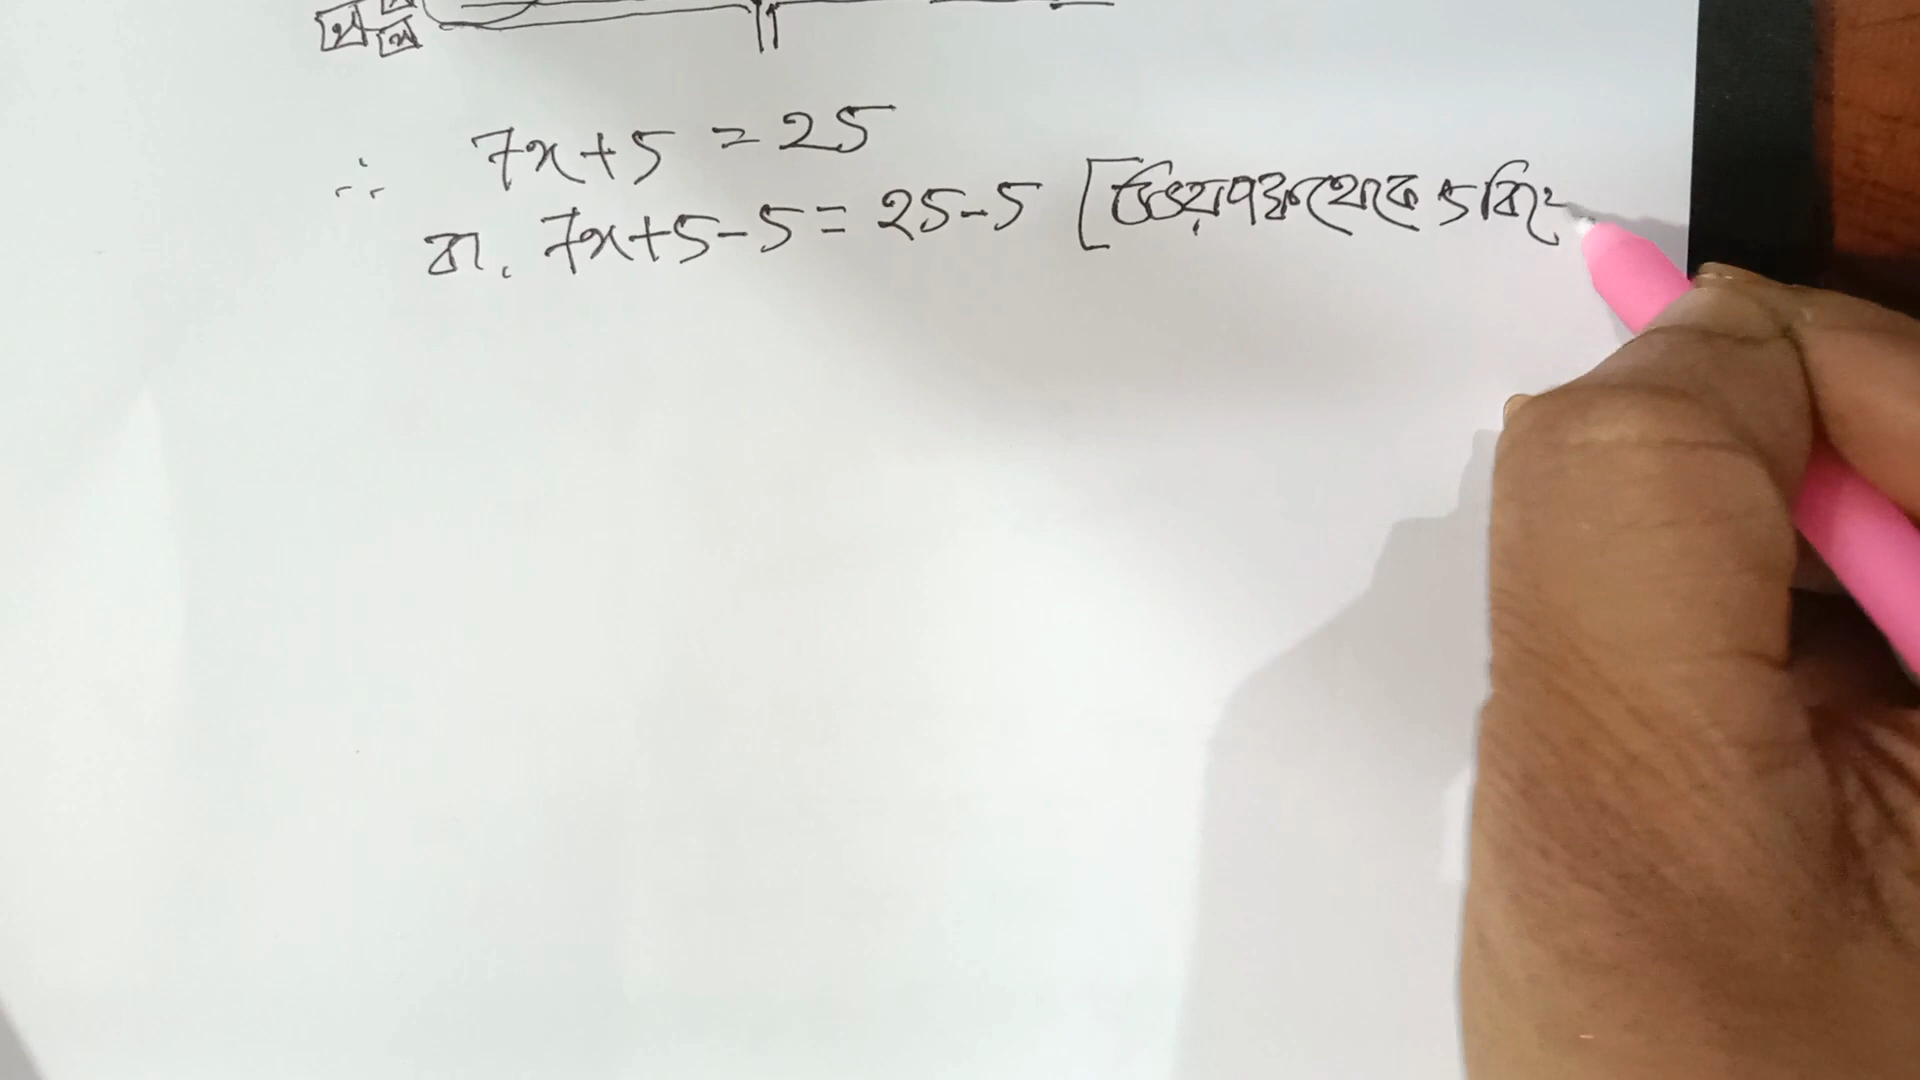 ∴ 7x+5 = 25
বা, 7x+5-5 = 25-5 [উভয়পক্ষ থেকে 5 বি